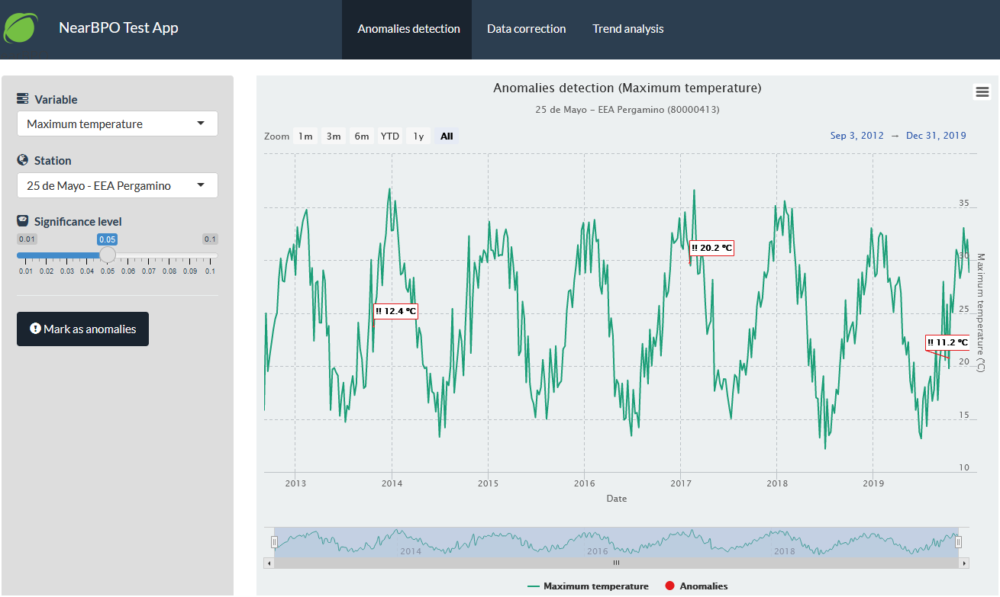 NearBPO Test App
Anomalies detection
Data correction
Trend analysis
Variable
Maximum temperature
Station
25 de Mayo - EEA Pergamino
Significance level
0.01 0.05 0.1
0.01 0.02 0.03 0.04 0.05 0.06 0.07 0.08 0.09 0.1
Mark as anomalies
Anomalies detection (Maximum temperature)
25 de Mayo - EEA Pergamino (80000413)
Zoom 1m 3m 6m YTD 1y All
Sep 3, 2012 → Dec 31, 2019
35
30
25
20
15
10
Maximum temperature (ºC)
!! 12.4 ºC
!! 20.2 ºC
!! 11.2 ºC
2013 2014 2015 2016 2017 2018 2019
Date
2014 2016 2018
Maximum temperature
Anomalies